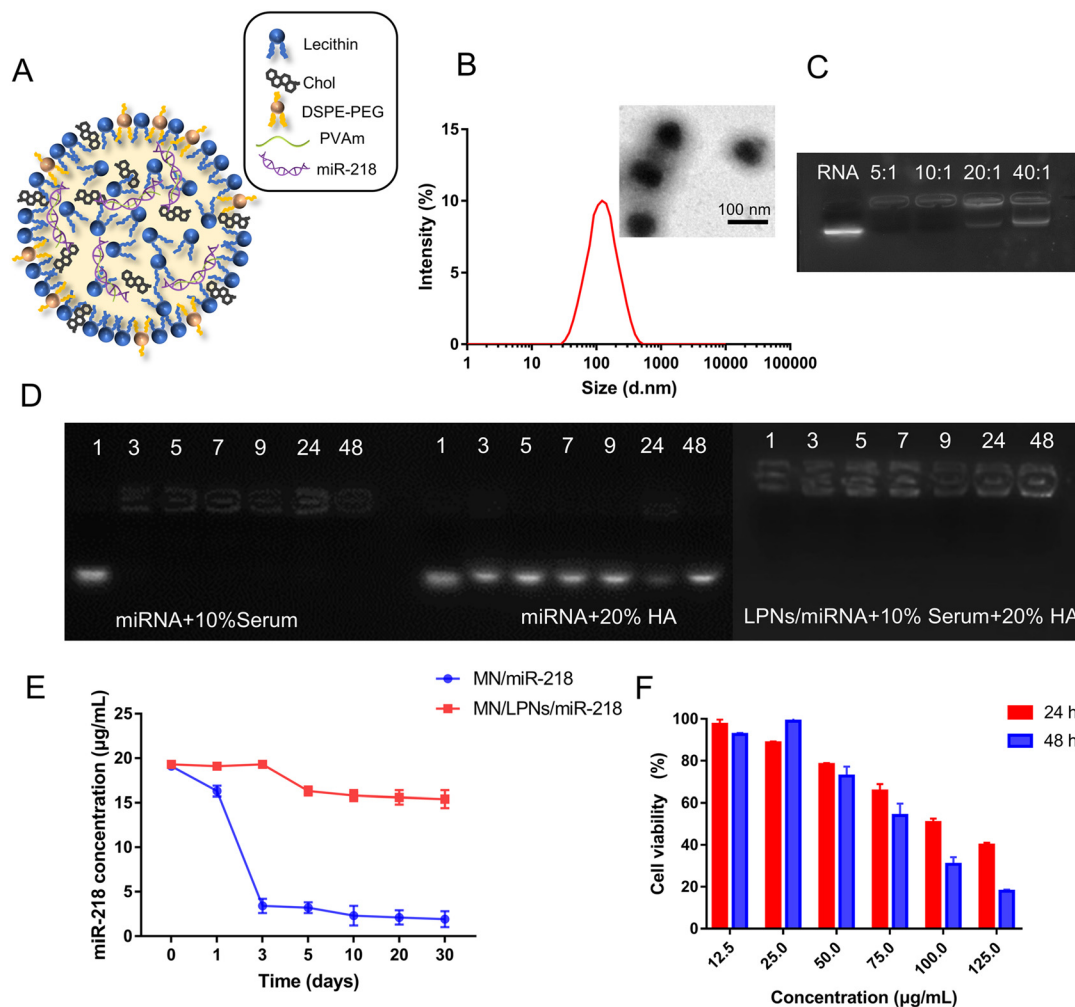 A
Lecithin
Chol
DSPE-PEG
PVAm
miR-218
B
Intensity (%)
15
10
5
0
1 10 100 1000 10000 100000
Size (d.nm)
100 nm
C
RNA 5:1 10:1 20:1 40:1
D
1 3 5 7 9 24 48
miRNA+10%Serum
1 3 5 7 9 24 48
miRNA+20% HA
1 3 5 7 9 24 48
LPNs/miRNA+10% Serum+20% HA
E
MN/miR-218
MN/LPNs/miR-218
miR-218 concentration (µg/mL)
25
20
15
10
5
0
0 1 3 5 10 20 30
Time (days)
F
24 h
48 h
Cell viability (%)
100
80
60
40
20
0
12.5 25.0 50.0 75.0 100.0 125.0
Concentration (µg/mL)